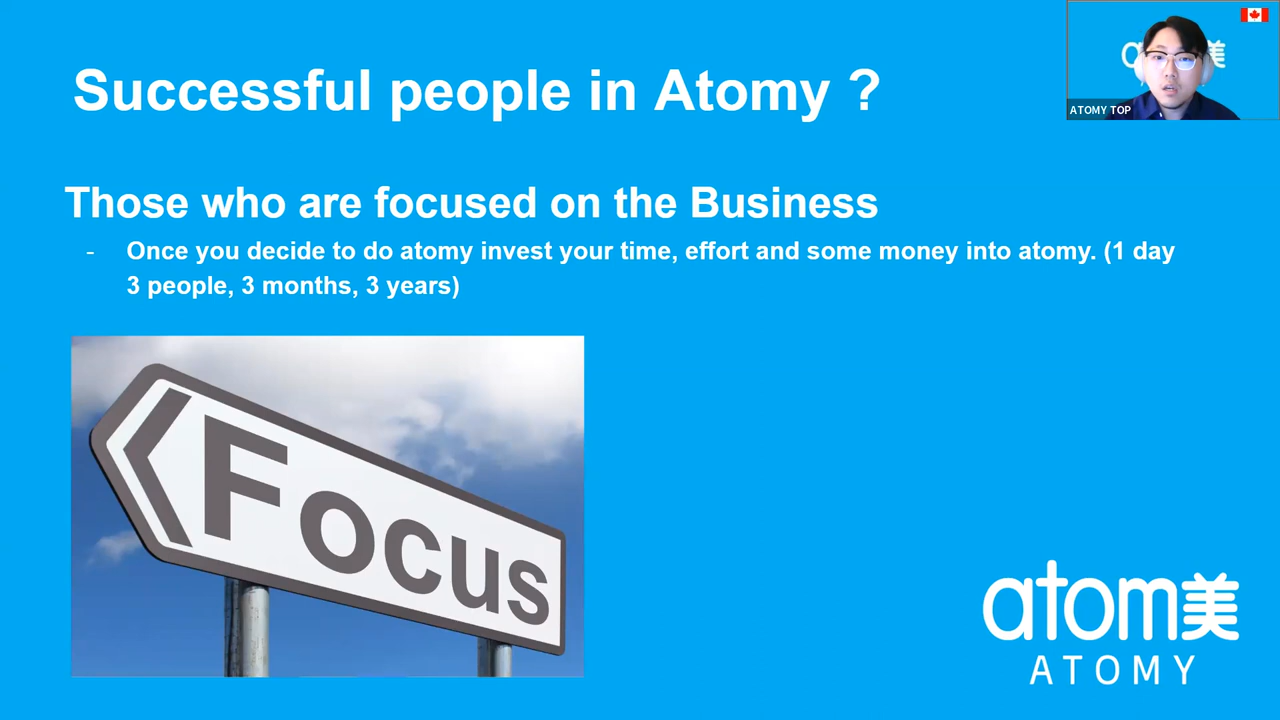 Successful people in Atomy ?
ATOMY TOP
Those who are focused on the Business
- Once you decide to do atomy invest your time, effort and some money into atomy. (1 day
3 people, 3 months, 3 years)
Focus
atom美
ATOMY